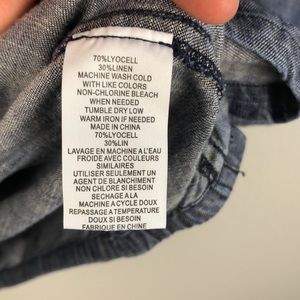 70%LYOCELL
30%LINEN
MACHINE WASH COLD
WITH LIKE COLORS
NON-CHLORINE BLEACH
WHEN NEEDED
TUMBLE DRY LOW
WARM IRON IF NEEDED
MADE IN CHINA
70%LYOCELL
30%LIN
LAVAGE EN MACHINE A L'EAU
FROIDE AVEC COULEURS
SIMILAIRES
UTILISER SEULEMENT UN
AGENT DE BLANCHIMENT
NON CHLORE SI BESOIN
SECHAGE A LA
MACHINE A CYCLE DOUX
REPASSAGE A TEMPERATURE
DOUX SI BESOIN
FABRIQUE EN CHINE